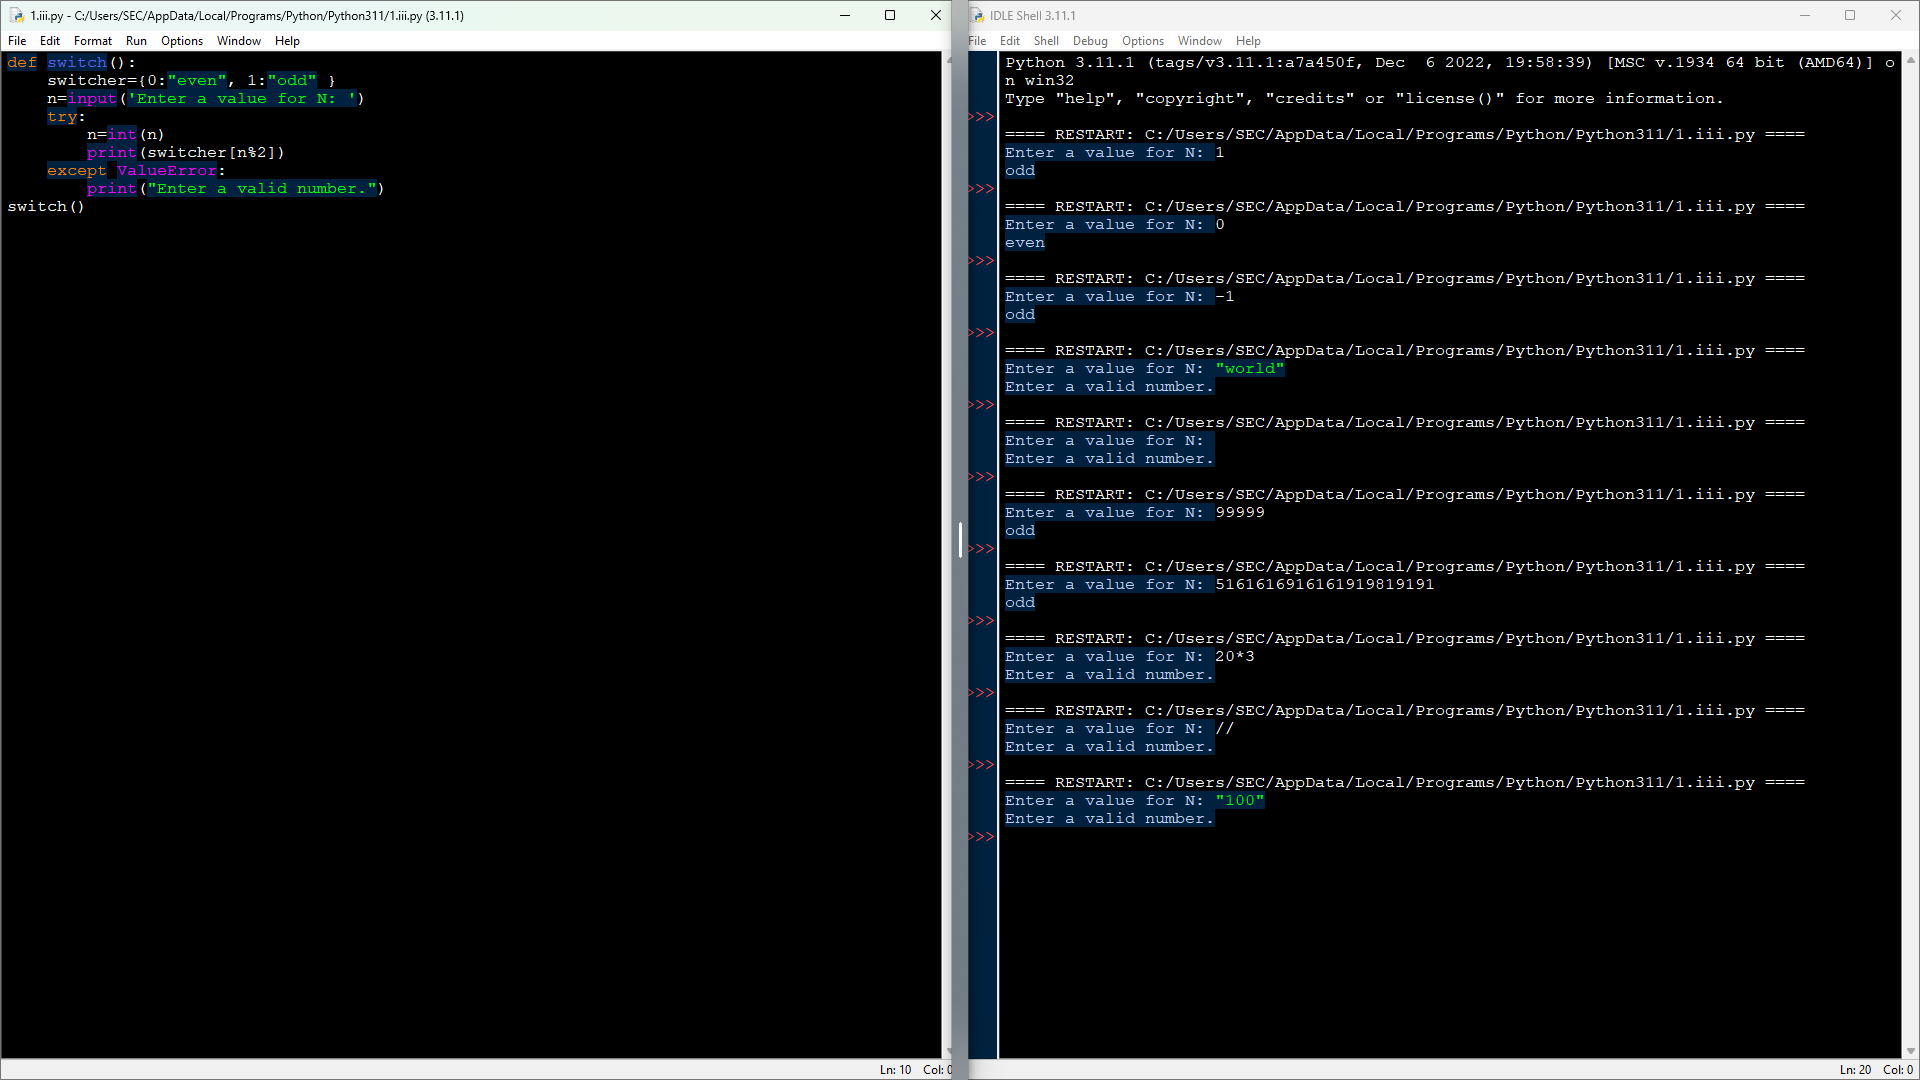 1.iii.py - C:/Users/SEC/AppData/Local/Programs/Python/Python311/1.iii.py (3.11.1)
File Edit Format Run Options Window Help
def switch():
    switcher={0:"even", 1:"odd" }
    n=input('Enter a value for N: ')
    try:
        n=int(n)
        print(switcher[n%2])
    except ValueError:
        print("Enter a valid number.")
switch()
Ln: 10 Col: 0
IDLE Shell 3.11.1
File Edit Shell Debug Options Window Help
Python 3.11.1 (tags/v3.11.1:a7a450f, Dec  6 2022, 19:58:39) [MSC v.1934 64 bit (AMD64)] o
n win32
Type "help", "copyright", "credits" or "license()" for more information.
>>>
==== RESTART: C:/Users/SEC/AppData/Local/Programs/Python/Python311/1.iii.py ====
Enter a value for N: 1
odd
>>>
==== RESTART: C:/Users/SEC/AppData/Local/Programs/Python/Python311/1.iii.py ====
Enter a value for N: 0
even
>>>
==== RESTART: C:/Users/SEC/AppData/Local/Programs/Python/Python311/1.iii.py ====
Enter a value for N: -1
odd
>>>
==== RESTART: C:/Users/SEC/AppData/Local/Programs/Python/Python311/1.iii.py ====
Enter a value for N: "world"
Enter a valid number.
>>>
==== RESTART: C:/Users/SEC/AppData/Local/Programs/Python/Python311/1.iii.py ====
Enter a value for N:
Enter a valid number.
>>>
==== RESTART: C:/Users/SEC/AppData/Local/Programs/Python/Python311/1.iii.py ====
Enter a value for N: 99999
odd
>>>
==== RESTART: C:/Users/SEC/AppData/Local/Programs/Python/Python311/1.iii.py ====
Enter a value for N: 5161616916161919819191
odd
>>>
==== RESTART: C:/Users/SEC/AppData/Local/Programs/Python/Python311/1.iii.py ====
Enter a value for N: 20*3
Enter a valid number.
>>>
==== RESTART: C:/Users/SEC/AppData/Local/Programs/Python/Python311/1.iii.py ====
Enter a value for N: //
Enter a valid number.
>>>
==== RESTART: C:/Users/SEC/AppData/Local/Programs/Python/Python311/1.iii.py ====
Enter a value for N: "100"
Enter a valid number.
>>>
Ln: 20 Col: 0